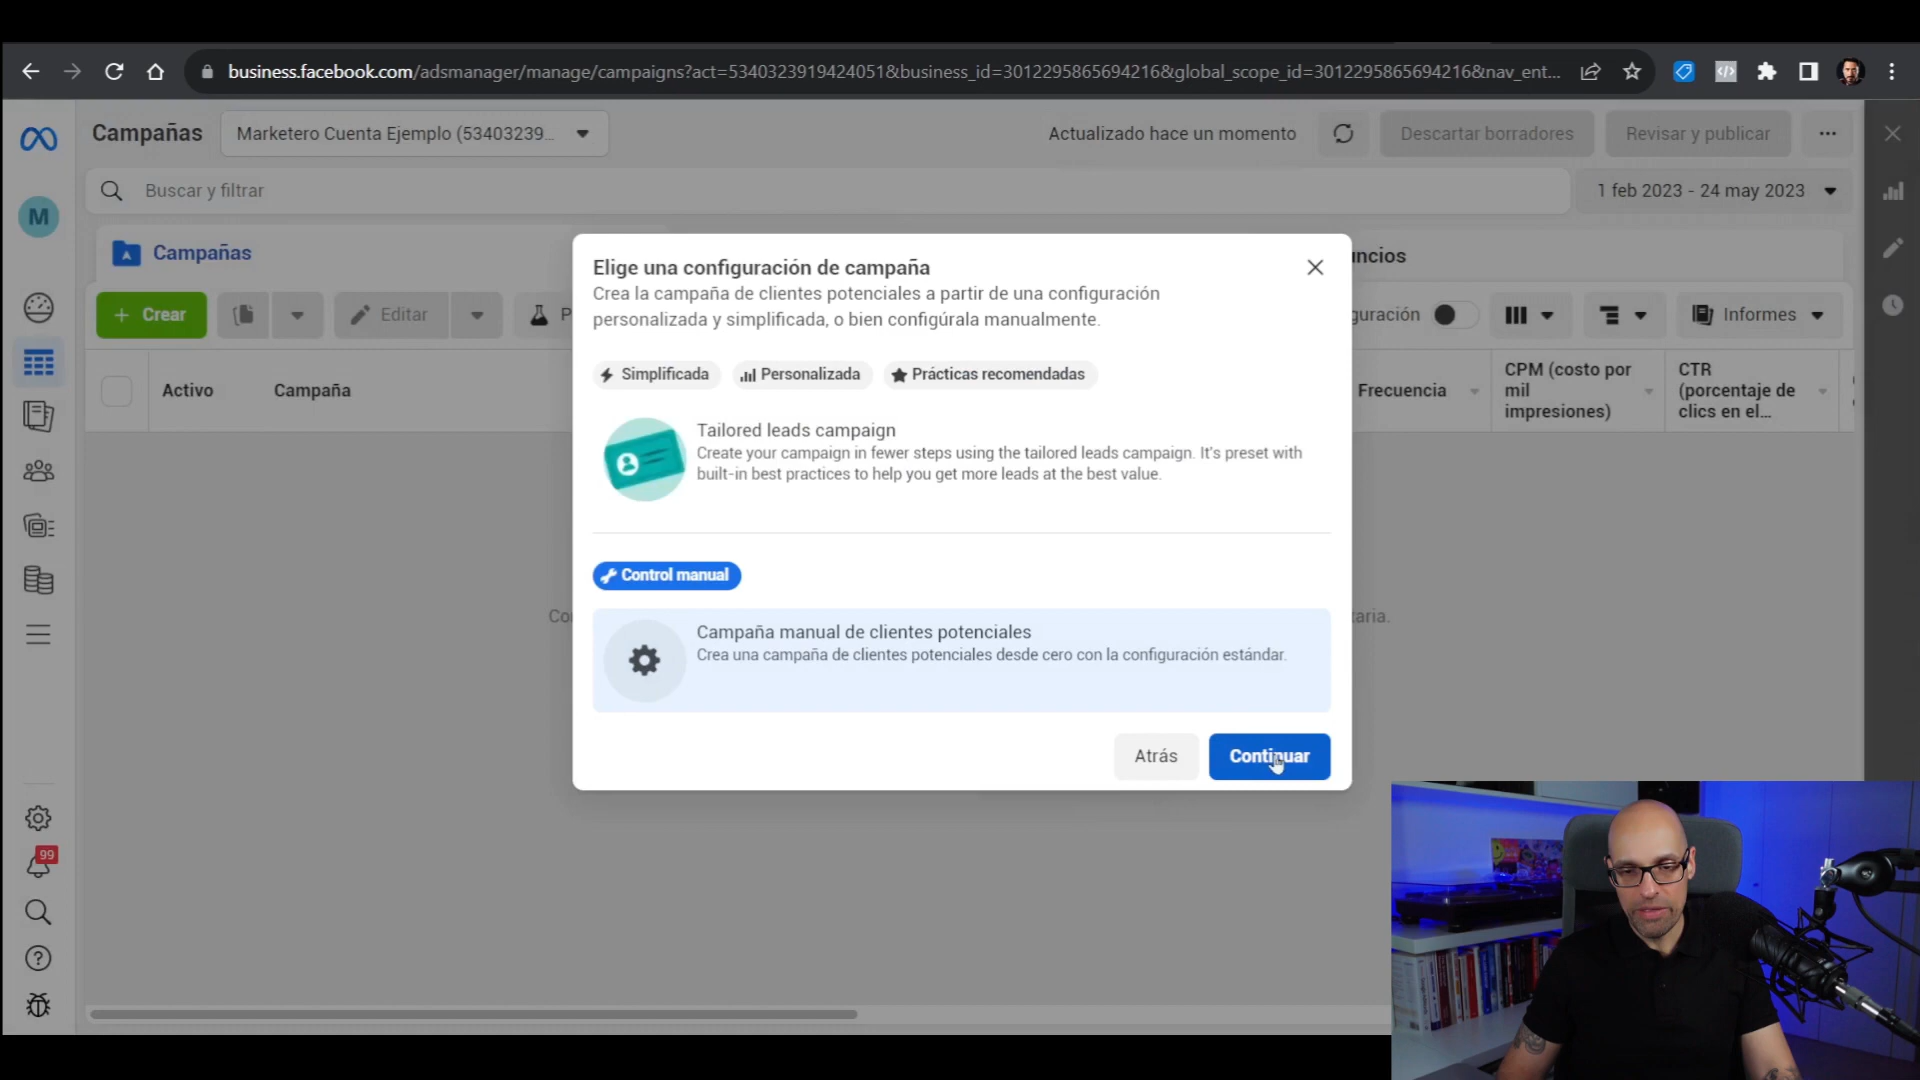 business.facebook.com/adsmanager/manage/campaigns?act=5340323919424051&business_id=3012295865694216&global_scope_id=3012295865694216&nav_ent...
Campañas
Marketero Cuenta Ejemplo (53403239...
Actualizado hace un momento
Descartar borradores
Revisar y publicar
M
Buscar y filtrar
1 feb 2023 - 24 may 2023
Campañas
ncios
+ Crear
Editar
P
guración
Informes
Activo
Campaña
Frecuencia
CPM (costo por
mil
impresiones)
CTR
(porcentaje de
clics en el...
Elige una configuración de campaña
Crea la campaña de clientes potenciales a partir de una configuración
personalizada y simplificada, o bien configúrala manualmente.
Simplificada
Personalizada
Prácticas recomendadas
Tailored leads campaign
Create your campaign in fewer steps using the tailored leads campaign. It's preset with
built-in best practices to help you get more leads at the best value.
Control manual
Co
taria.
Campaña manual de clientes potenciales
Crea una campaña de clientes potenciales desde cero con la configuración estándar.
Atrás
Continuar
99